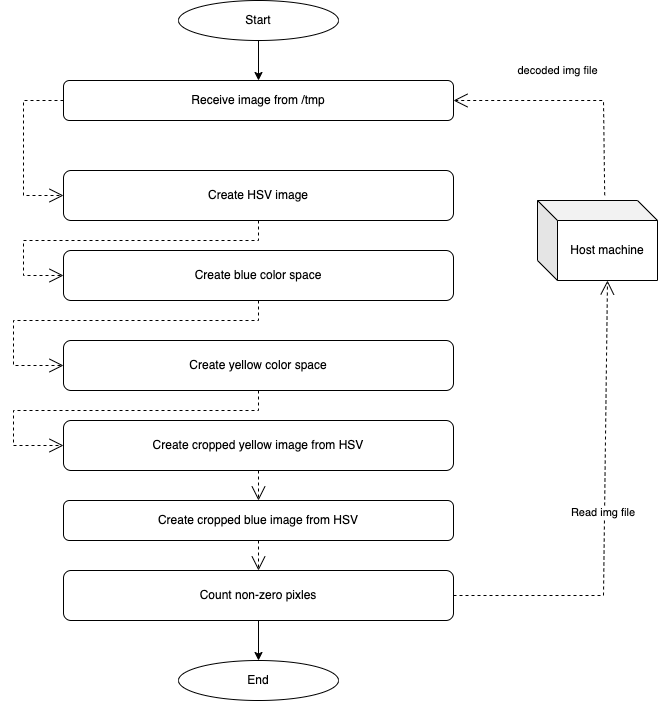 Start
decoded img file
Receive image from /tmp
Create HSV image
Host machine
Create blue color space
Create yellow color space
Create cropped yellow image from HSV
Read img file
Create cropped blue image from HSV
Count non-zero pixles
End